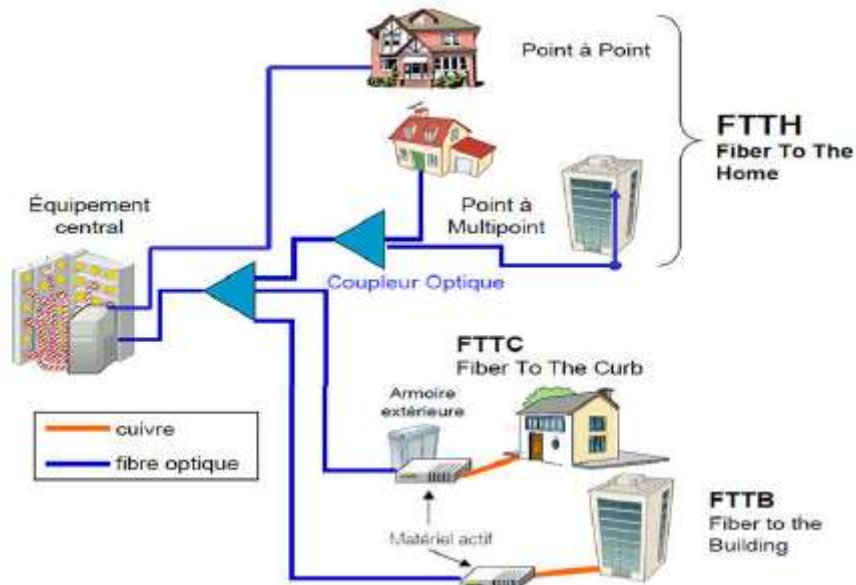 Point à Point
FTTH
Fiber To The
Home
Équipement
central
Point à
Multipoint
Coupleur Optique
FTTC
Fiber To The Curb
Armoire
extérieure
cuivre
fibre optique
FTTB
Fiber to the
Building
Matériel actif